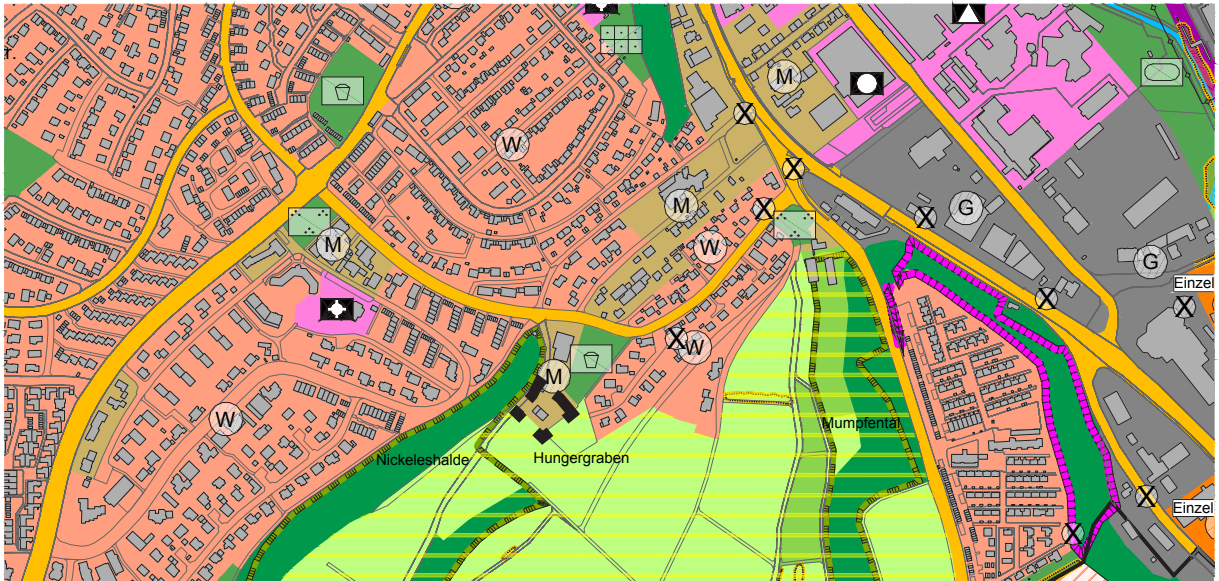 M
X
W
X
M
X
W
G
X
M
G
Einzel
X
X
X
W
M
W
Mumpfental
Nickeleshalde
Hungergraben
X
Einzel
X